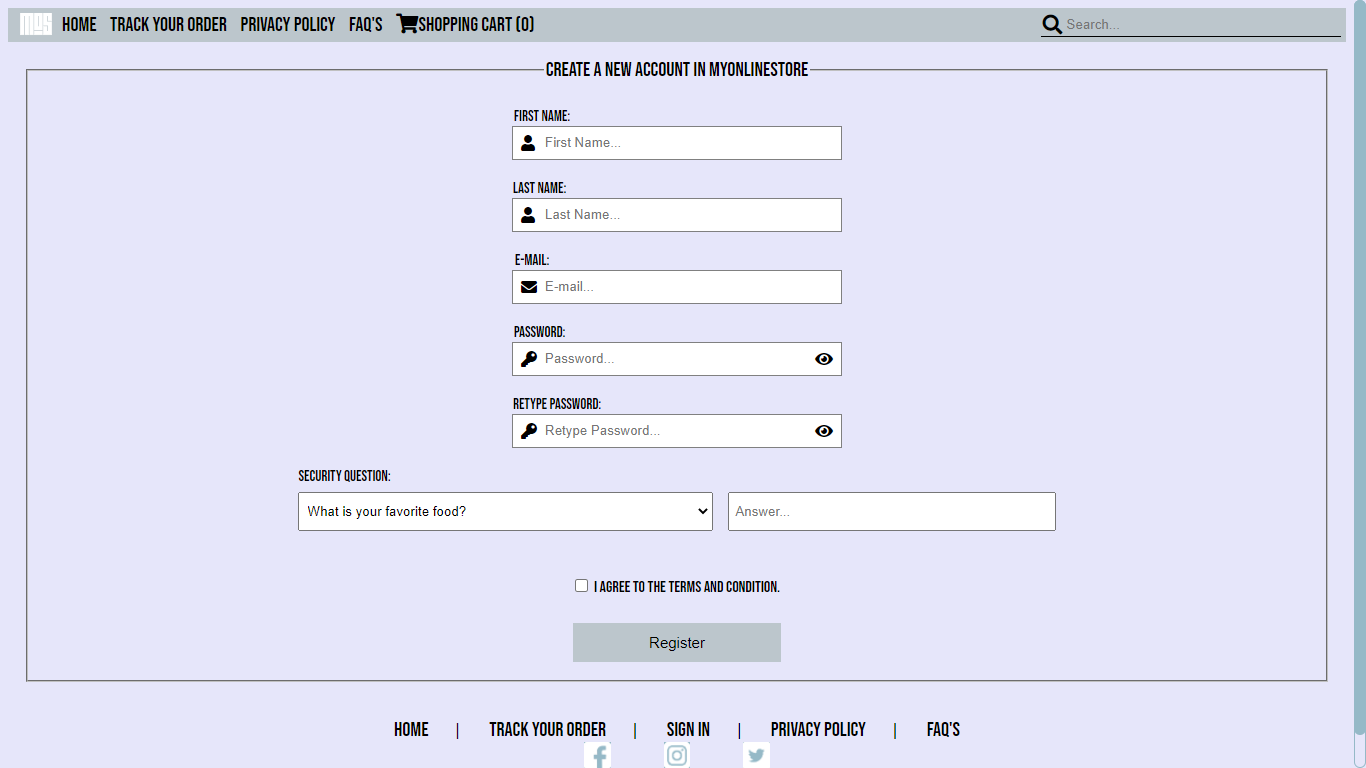 MOS HOME TRACK YOUR ORDER PRIVACY POLICY FAQ'S SHOPPING CART (0) Search...
CREATE A NEW ACCOUNT IN MYONLINESTORE
FIRST NAME:
First Name...
LAST NAME:
Last Name...
E-MAIL:
E-mail...
PASSWORD:
Password...
RETYPE PASSWORD:
Retype Password...
SECURITY QUESTION:
What is your favorite food? Answer...
I AGREE TO THE TERMS AND CONDITION.
Register
HOME | TRACK YOUR ORDER | SIGN IN | PRIVACY POLICY | FAQ'S